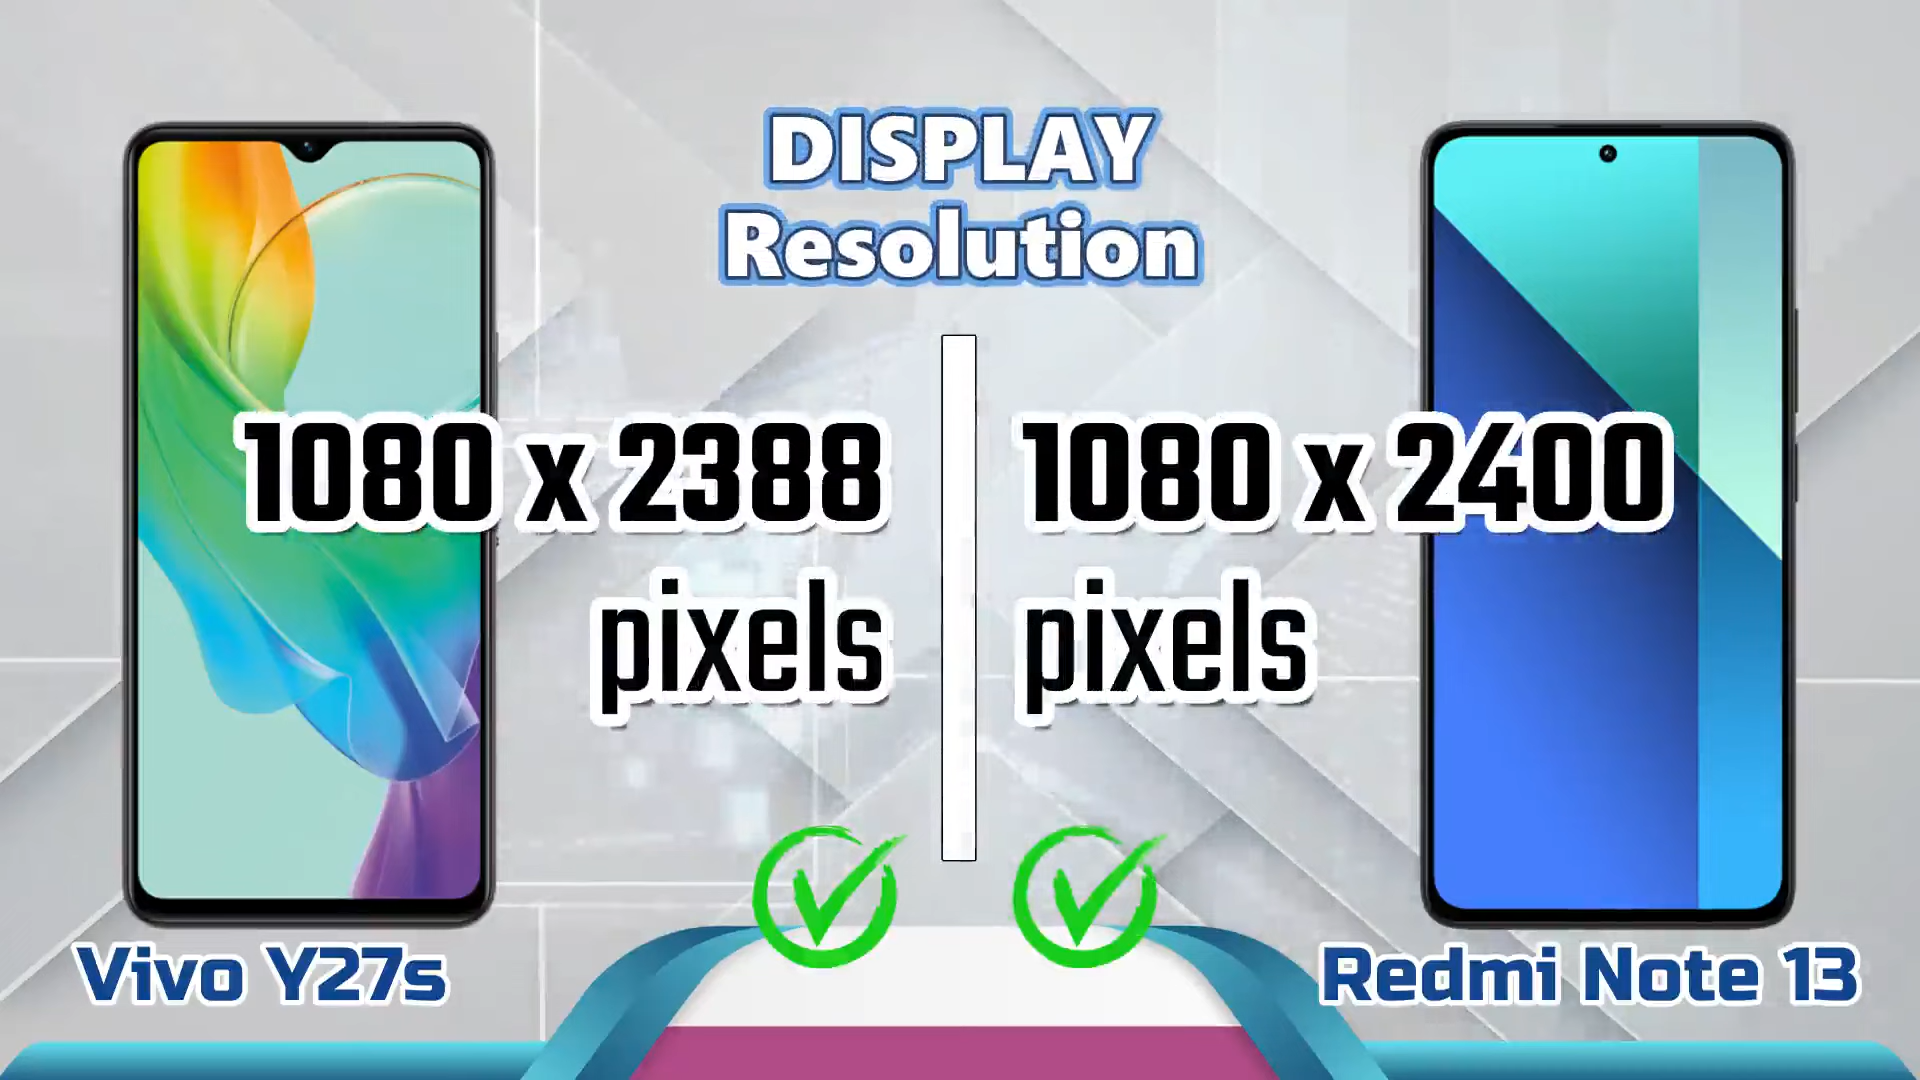 DISPLAY
Resolution
1080 x 2388
pixels
1080 x 2400
pixels
Vivo Y27s
Redmi Note 13